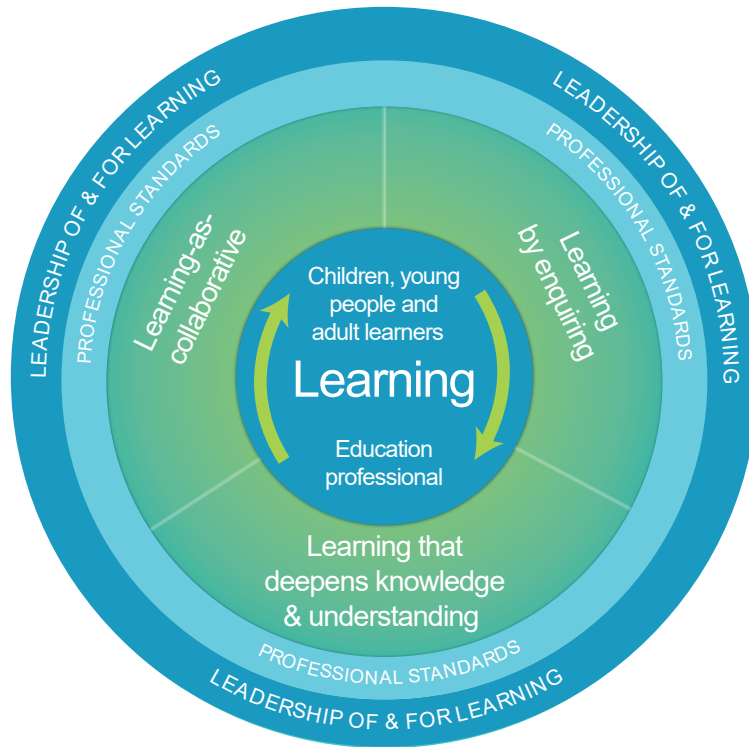 LEADERSHIP OF & FOR LEARNING
LEADERSHIP OF & FOR LEARNING
PROFESSIONAL STANDARDS
PROFESSIONAL STANDARDS
Learning-as-
collaborative
Learning
by enquiring
Children, young
people and
adult learners
Learning
Education
professional
Learning that
deepens knowledge
& understanding
PROFESSIONAL STANDARDS
LEADERSHIP OF & FOR LEARNING